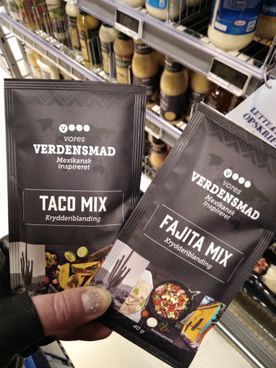 vores
VERDENSMAD
Mexikansk
inspireret
TACO MIX
Krydderiblanding
vores
VERDENSMAD
Mexikansk
inspireret
FAJITA MIX
Krydderiblanding
40 g